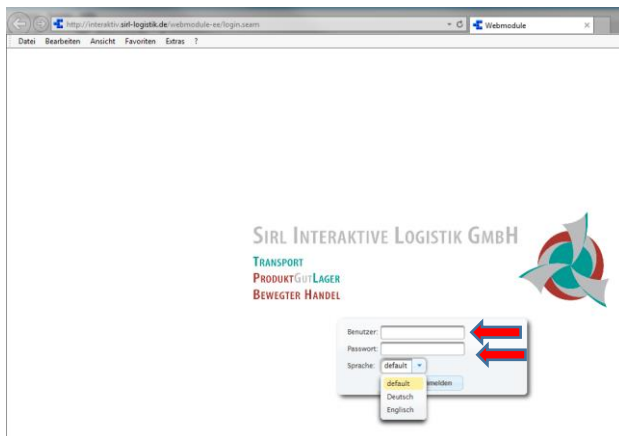 http://interaktiv.sirl-logistik.de/webmodule-ee/login.seam
Webmodule
Datei Bearbeiten Ansicht Favoriten Extras ?
SIRL INTERAKTIVE LOGISTIK GMBH
TRANSPORT
PRODUKTGUTLAGER
BEWEGTER HANDEL
Benutzer:
Passwort:
Sprache: default
default
Deutsch
Englisch